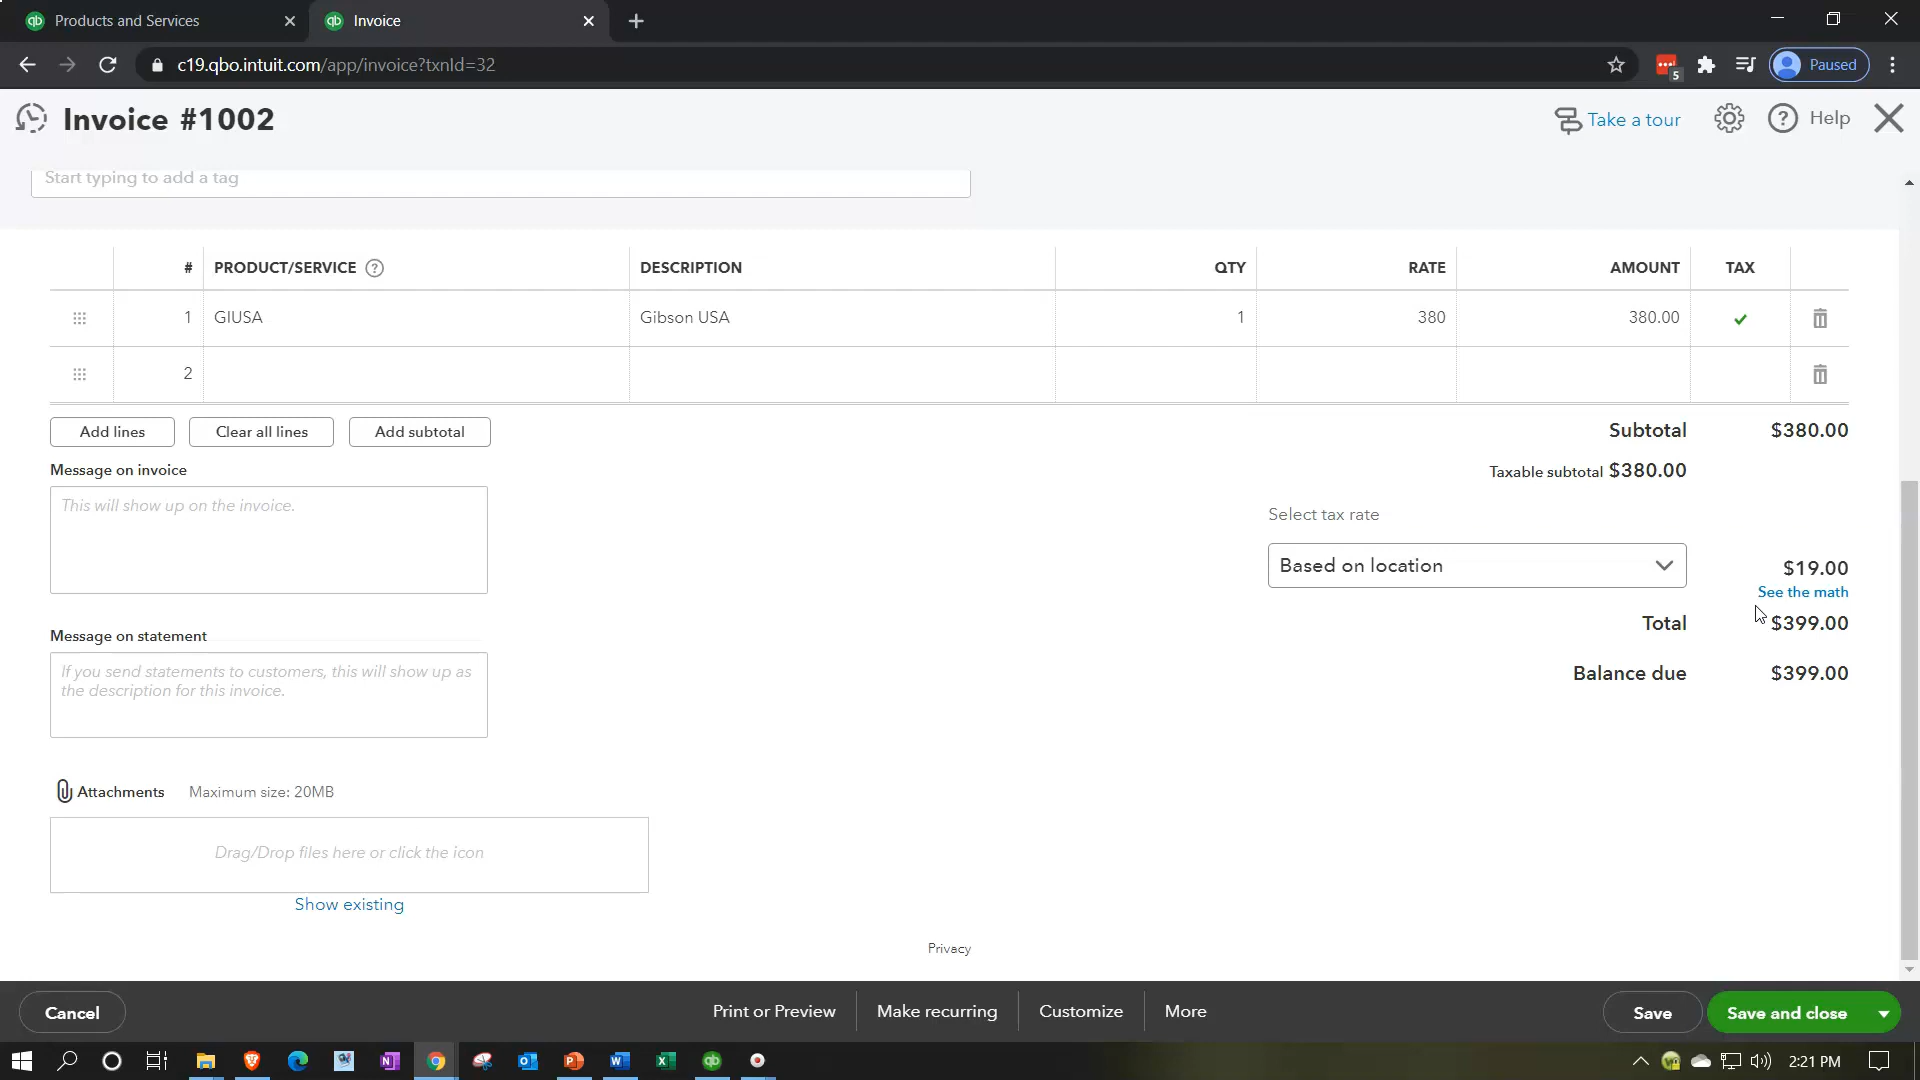 Products and Services
Invoice
c19.qbo.intuit.com/app/invoice?txnId=32
5
Paused
Invoice #1002
Take a tour
Help
Start typing to add a tag
# PRODUCT/SERVICE DESCRIPTION QTY RATE AMOUNT TAX
1 GIUSA Gibson USA 1 380 380.00
2
Add lines Clear all lines Add subtotal
Subtotal $380.00
Message on invoice
Taxable subtotal $380.00
This will show up on the invoice.
Select tax rate
Based on location $19.00
See the math
Total $399.00
Message on statement
If you send statements to customers, this will show up as
the description for this invoice.
Balance due $399.00
Attachments Maximum size: 20MB
Drag/Drop files here or click the icon
Show existing
Privacy
Cancel Print or Preview Make recurring Customize More Save Save and close
2:21 PM